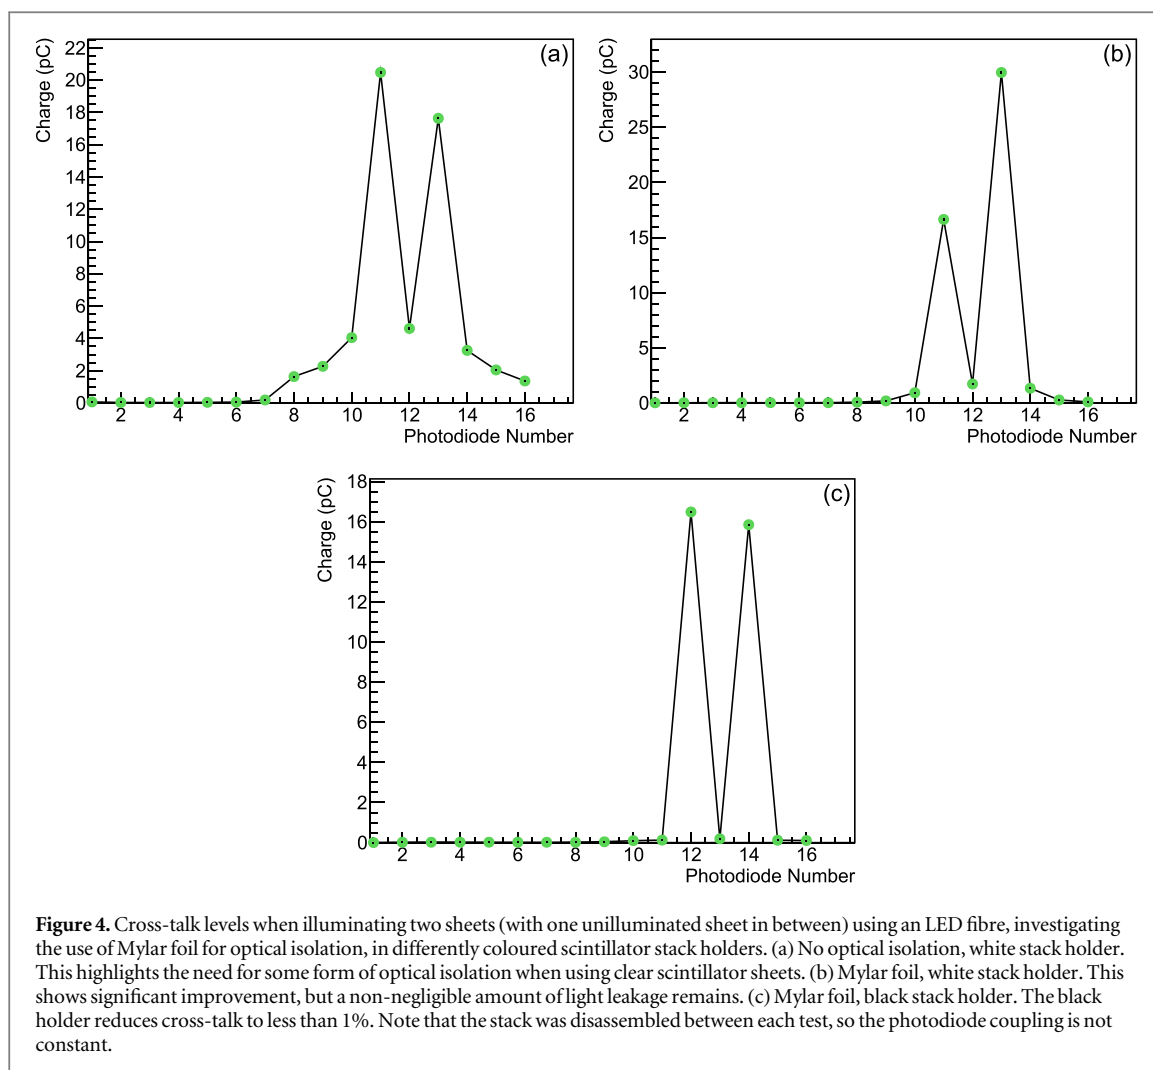 (a)
Charge (pC)
22
20
18
16
14
12
10
8
6
4
2
0
2 4 6 8 10 12 14 16
Photodiode Number
(b)
Charge (pC)
30
25
20
15
10
5
0
2 4 6 8 10 12 14 16
Photodiode Number
(c)
Charge (pC)
18
16
14
12
10
8
6
4
2
0
2 4 6 8 10 12 14 16
Photodiode Number
Figure 4. Cross-talk levels when illuminating two sheets (with one unilluminated sheet in between) using an LED fibre, investigating
the use of Mylar foil for optical isolation, in differently coloured scintillator stack holders. (a) No optical isolation, white stack holder.
This highlights the need for some form of optical isolation when using clear scintillator sheets. (b) Mylar foil, white stack holder. This
shows significant improvement, but a non-negligible amount of light leakage remains. (c) Mylar foil, black stack holder. The black
holder reduces cross-talk to less than 1%. Note that the stack was disassembled between each test, so the photodiode coupling is not
constant.